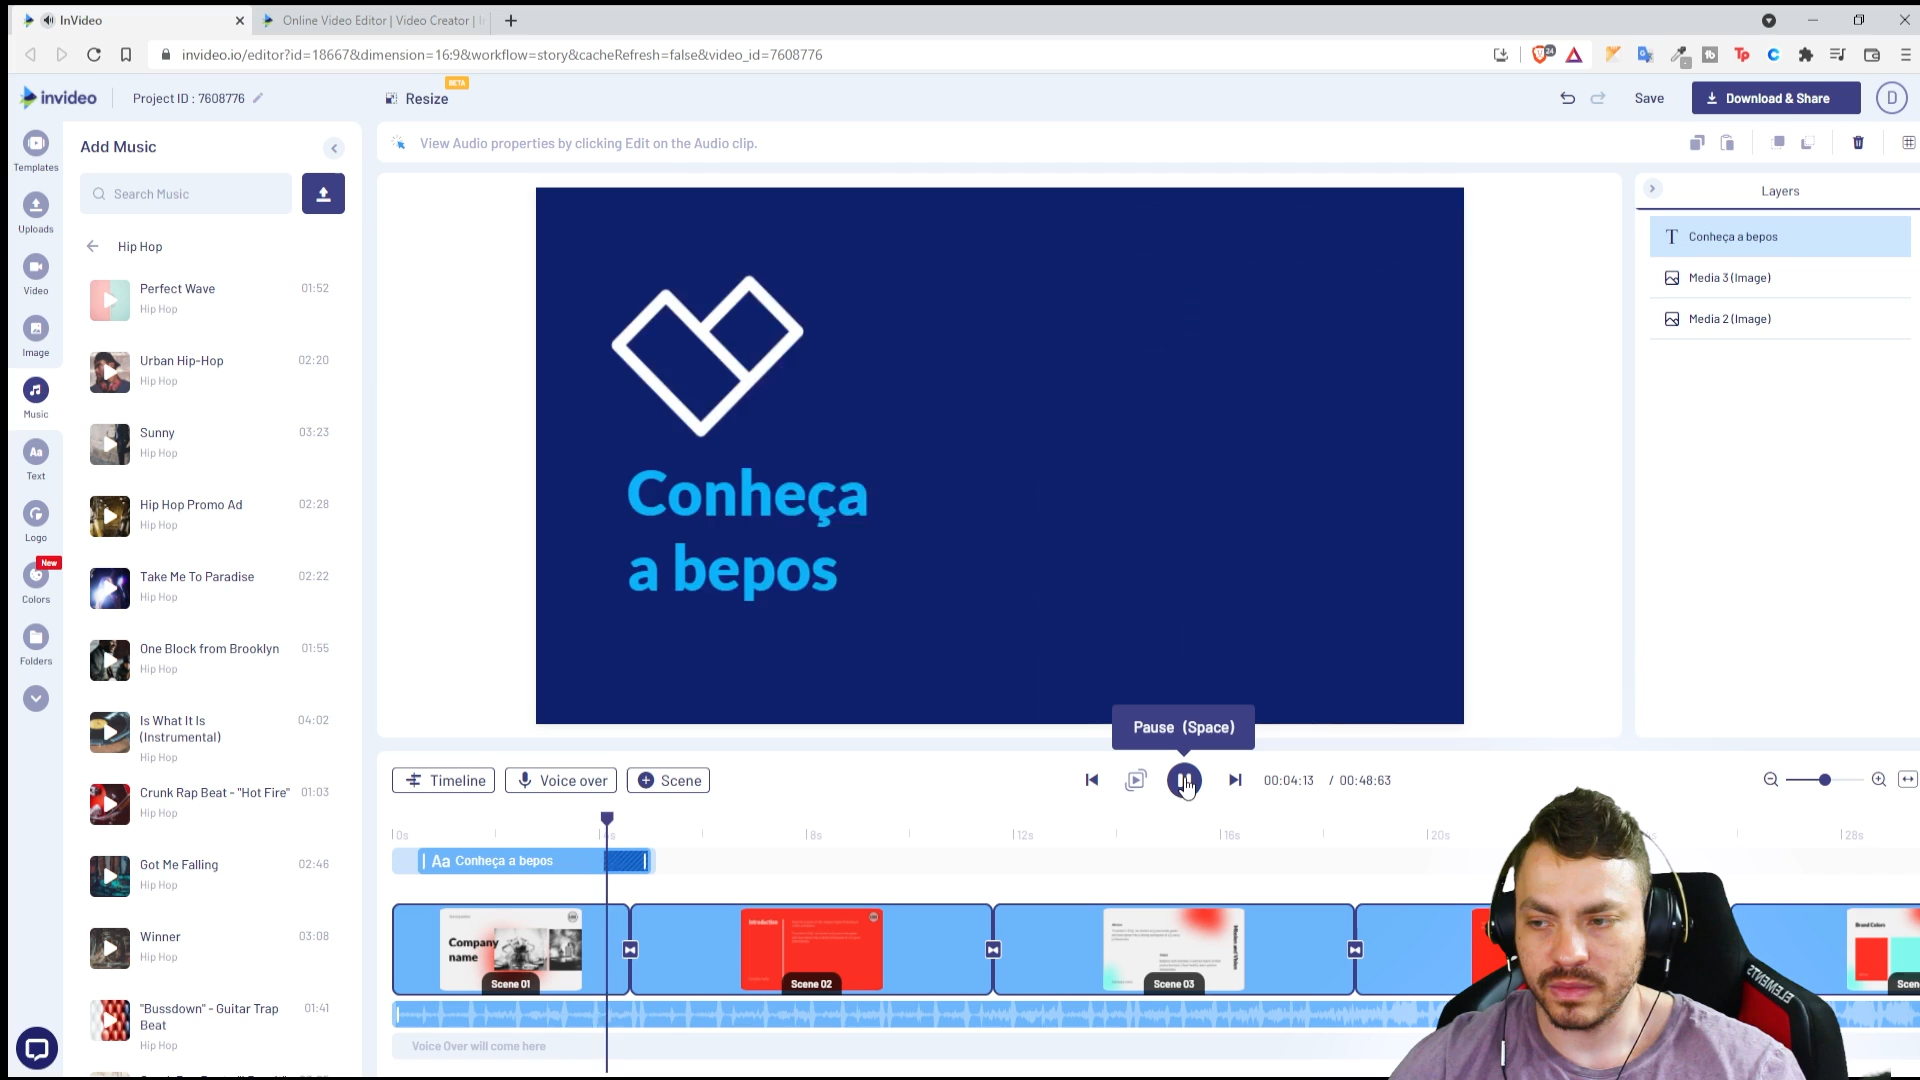 InVideo
Online Video Editor | Video Creator |
invideo.io/editor?id=18667&dimension=16:9&workflow=story&cacheRefresh=false&video_id=7608776
24
Tp
invideo
Project ID : 7608776
Resize
BETA
Save
Download & Share
D
Templates
Uploads
Video
Image
Music
Aa
Text
Logo
New
Colors
Folders
Add Music
Search Music
Hip Hop
Perfect Wave 01:52
Hip Hop
Urban Hip-Hop 02:20
Hip Hop
Sunny 03:23
Hip Hop
Hip Hop Promo Ad 02:28
Hip Hop
Take Me To Paradise 02:22
Hip Hop
One Block from Brooklyn 01:55
Hip Hop
Is What It Is 04:02
(Instrumental)
Hip Hop
Crunk Rap Beat - "Hot Fire" 01:03
Hip Hop
Got Me Falling 02:46
Hip Hop
Winner 03:08
Hip Hop
"Bussdown" - Guitar Trap 01:41
Beat
Hip Hop
View Audio properties by clicking Edit on the Audio clip.
Conheça
a bepos
Layers
T Conheça a bepos
Media 3 (Image)
Media 2 (Image)
Pause (Space)
Timeline
Voice over
Scene
00:04:13 / 00:48:63
0s 4s 8s 12s 16s 20s 28s
Aa Conheça a bepos
Company
name
Scene 01
Introduction
Scene 02
Scene 03
Brand Colors
Voice Over will come here
ELEMENTS